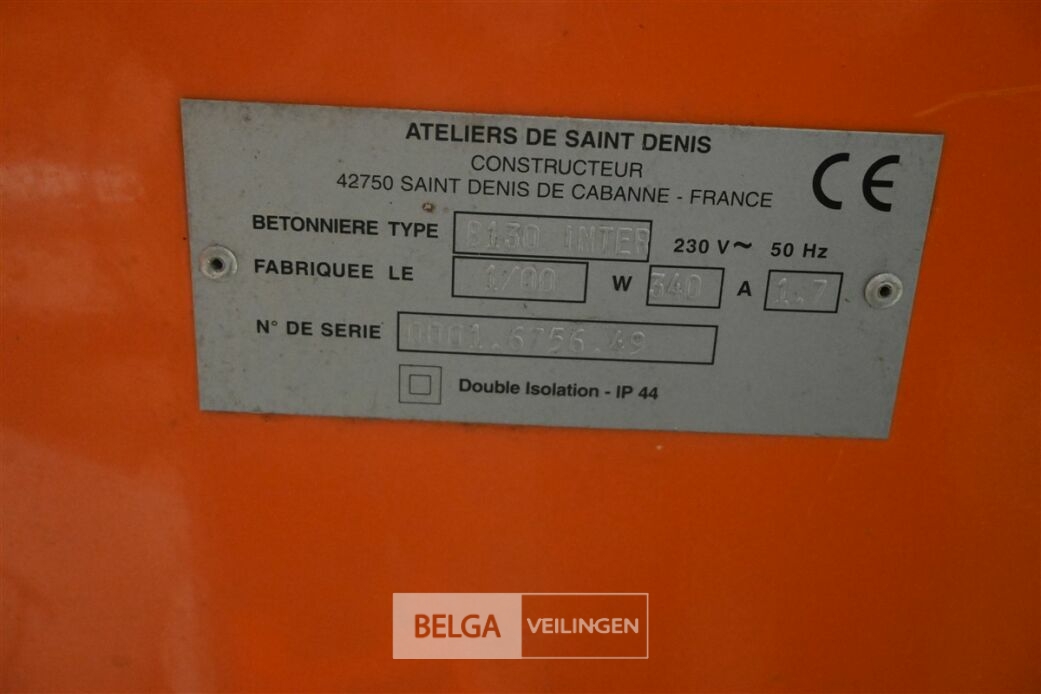 ATELIERS DE SAINT DENIS
CONSTRUCTEUR
42750 SAINT DENIS DE CABANNE - FRANCE
CE
BETONNIERE TYPE B130 INTER 230 V~ 50 Hz
FABRIQUEE LE 1/00 W 340 A 1.7
N° DE SERIE 0001.6756.49
Double Isolation - IP 44
BELGA VEILINGEN